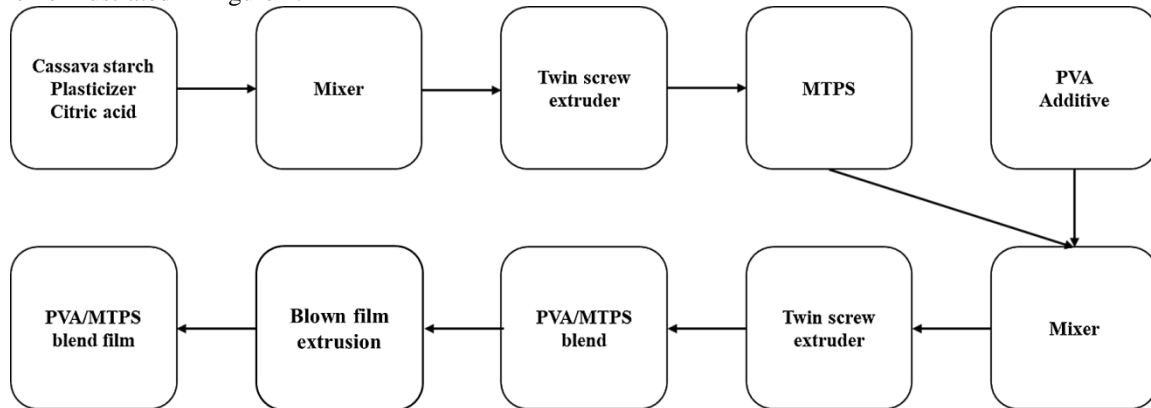 Cassava starch
Plasticizer
Citric acid
Mixer
Twin screw
extruder
MTPS
PVA
Additive
Mixer
Twin screw
extruder
PVA/MTPS
blend
Blown film
extrusion
PVA/MTPS
blend film